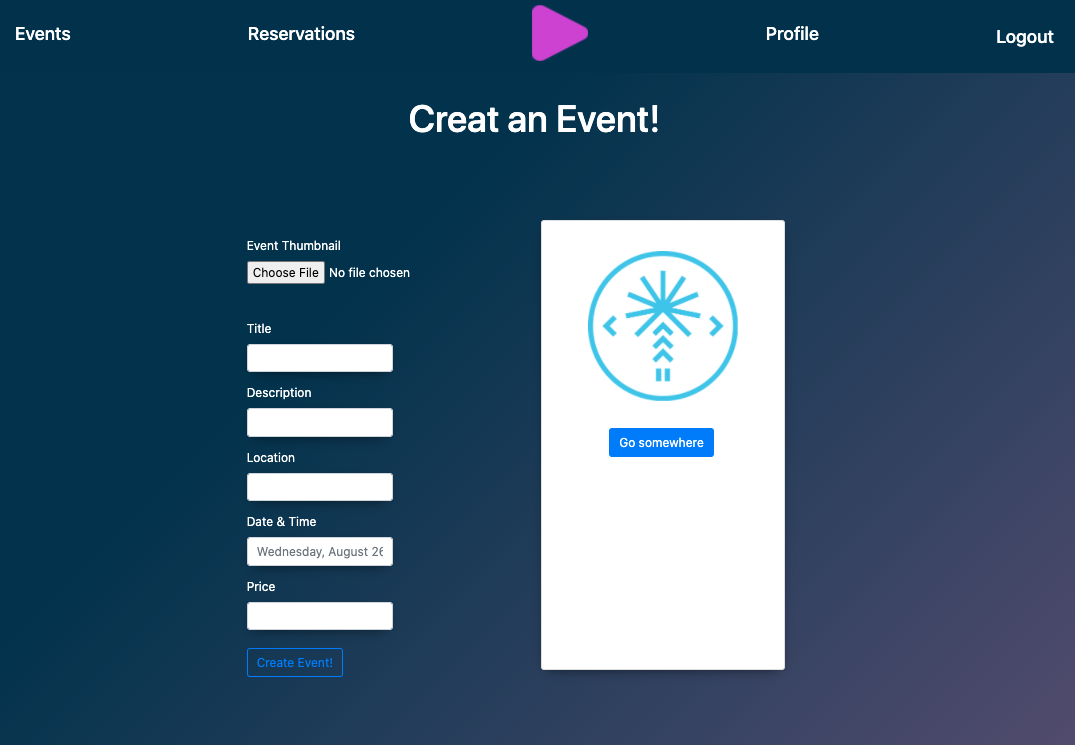 Events
Reservations
Profile
Logout
Creat an Event!
Event Thumbnail
Choose File No file chosen
Title
Description
Location
Date & Time
Wednesday, August 26
Price
Create Event!
Go somewhere